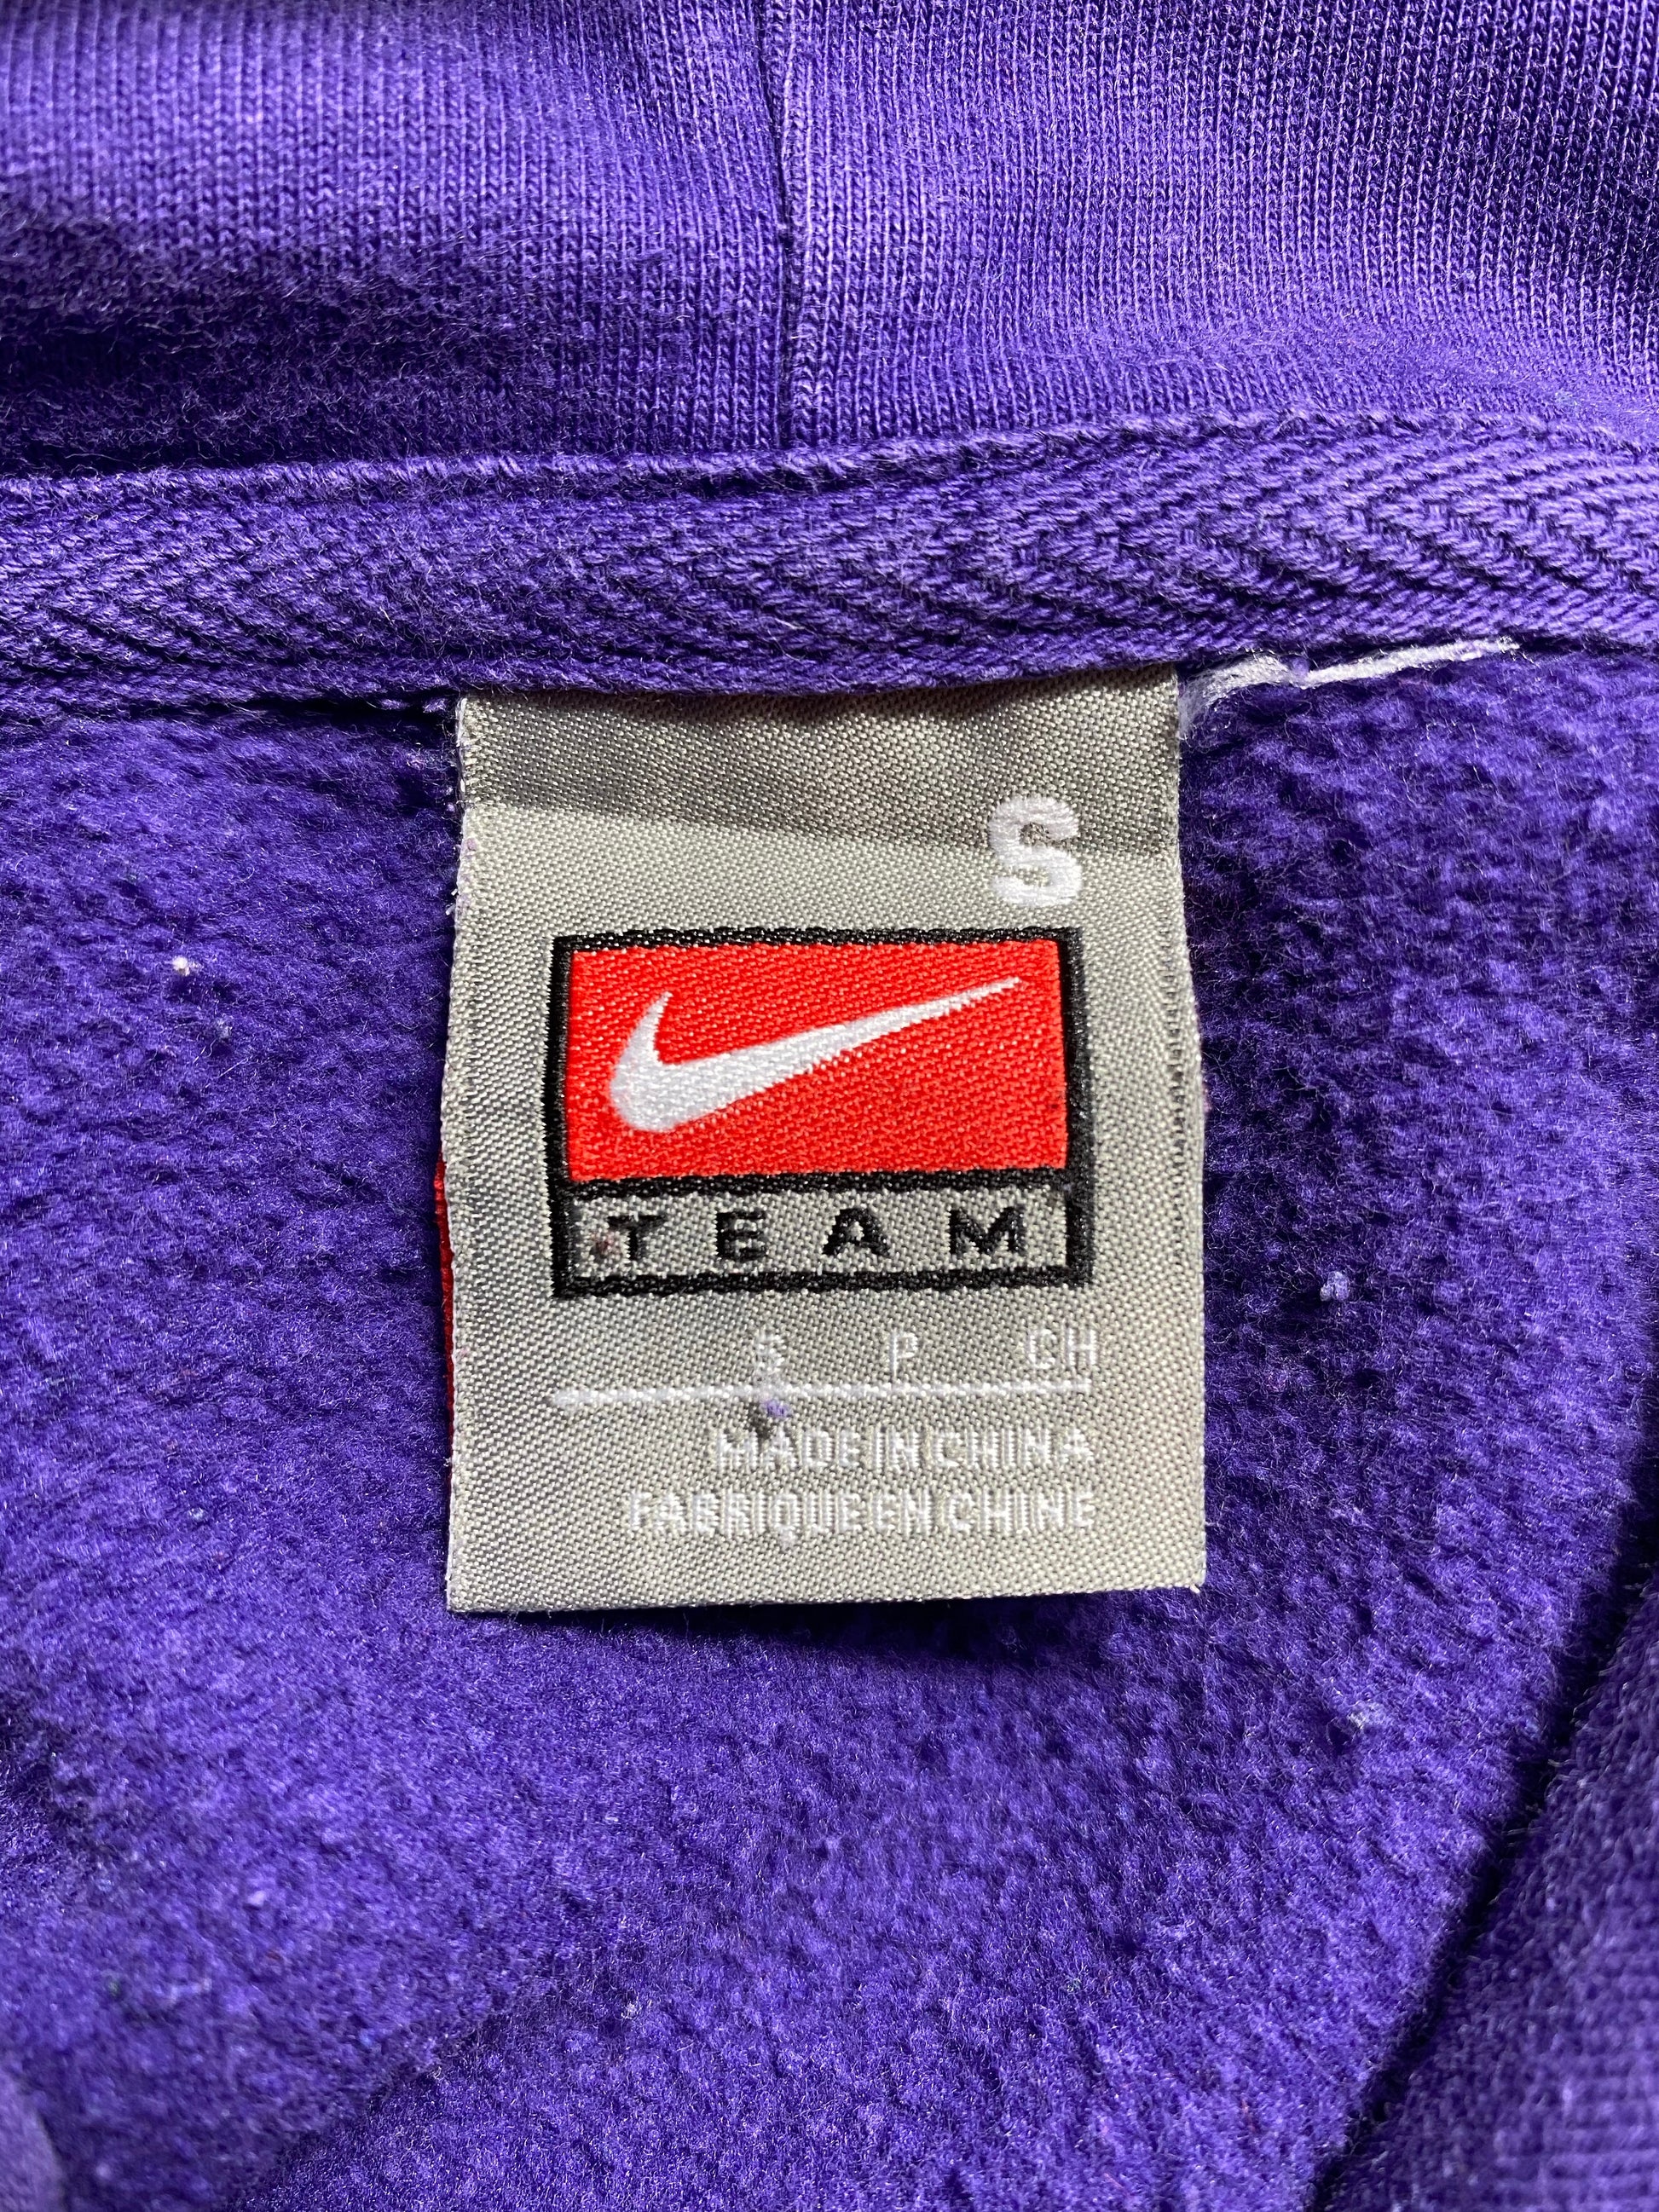 S
TEAM
S P CH
MADE IN CHINA
FABRIQUE EN CHINE